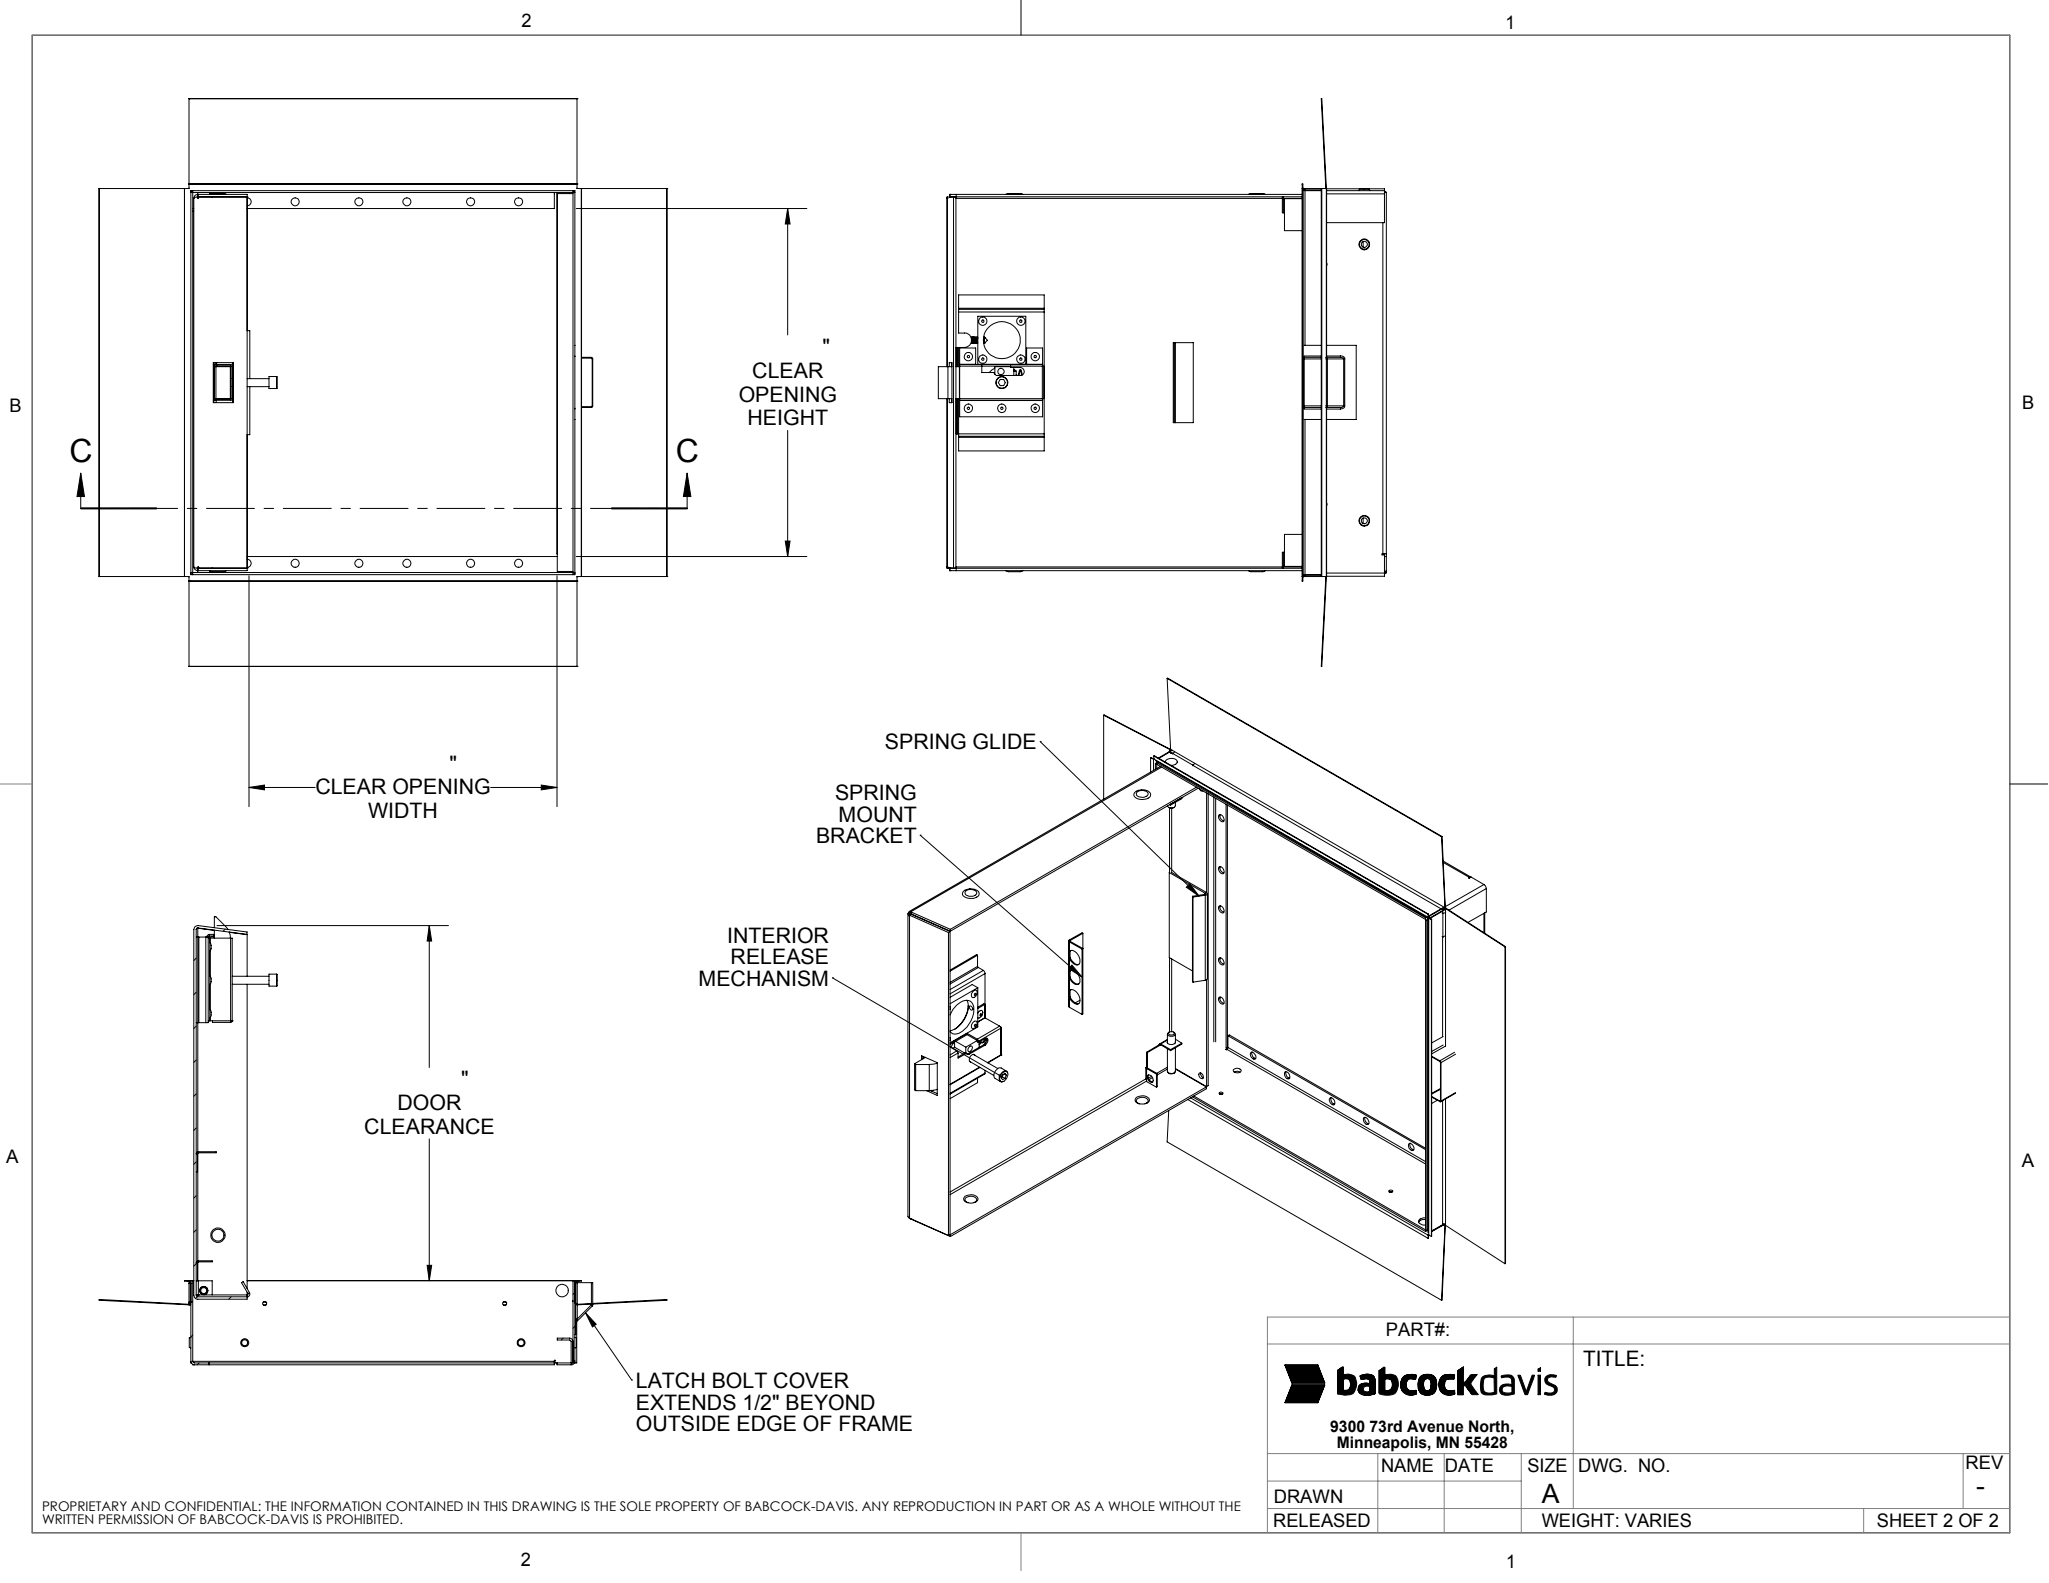 2
1
B
B
C
C
"
CLEAR
OPENING
HEIGHT
"
CLEAR OPENING
WIDTH
SPRING GLIDE
SPRING
MOUNT
BRACKET
INTERIOR
RELEASE
MECHANISM
"
DOOR
CLEARANCE
A
A
LATCH BOLT COVER
EXTENDS 1/2" BEYOND
OUTSIDE EDGE OF FRAME
PART#:
babcockdavis
TITLE:
9300 73rd Avenue North,
Minneapolis, MN 55428
NAME DATE SIZE DWG. NO. REV
DRAWN A -
RELEASED WEIGHT: VARIES SHEET 2 OF 2
PROPRIETARY AND CONFIDENTIAL: THE INFORMATION CONTAINED IN THIS DRAWING IS THE SOLE PROPERTY OF BABCOCK-DAVIS. ANY REPRODUCTION IN PART OR AS A WHOLE WITHOUT THE
WRITTEN PERMISSION OF BABCOCK-DAVIS IS PROHIBITED.
2
1